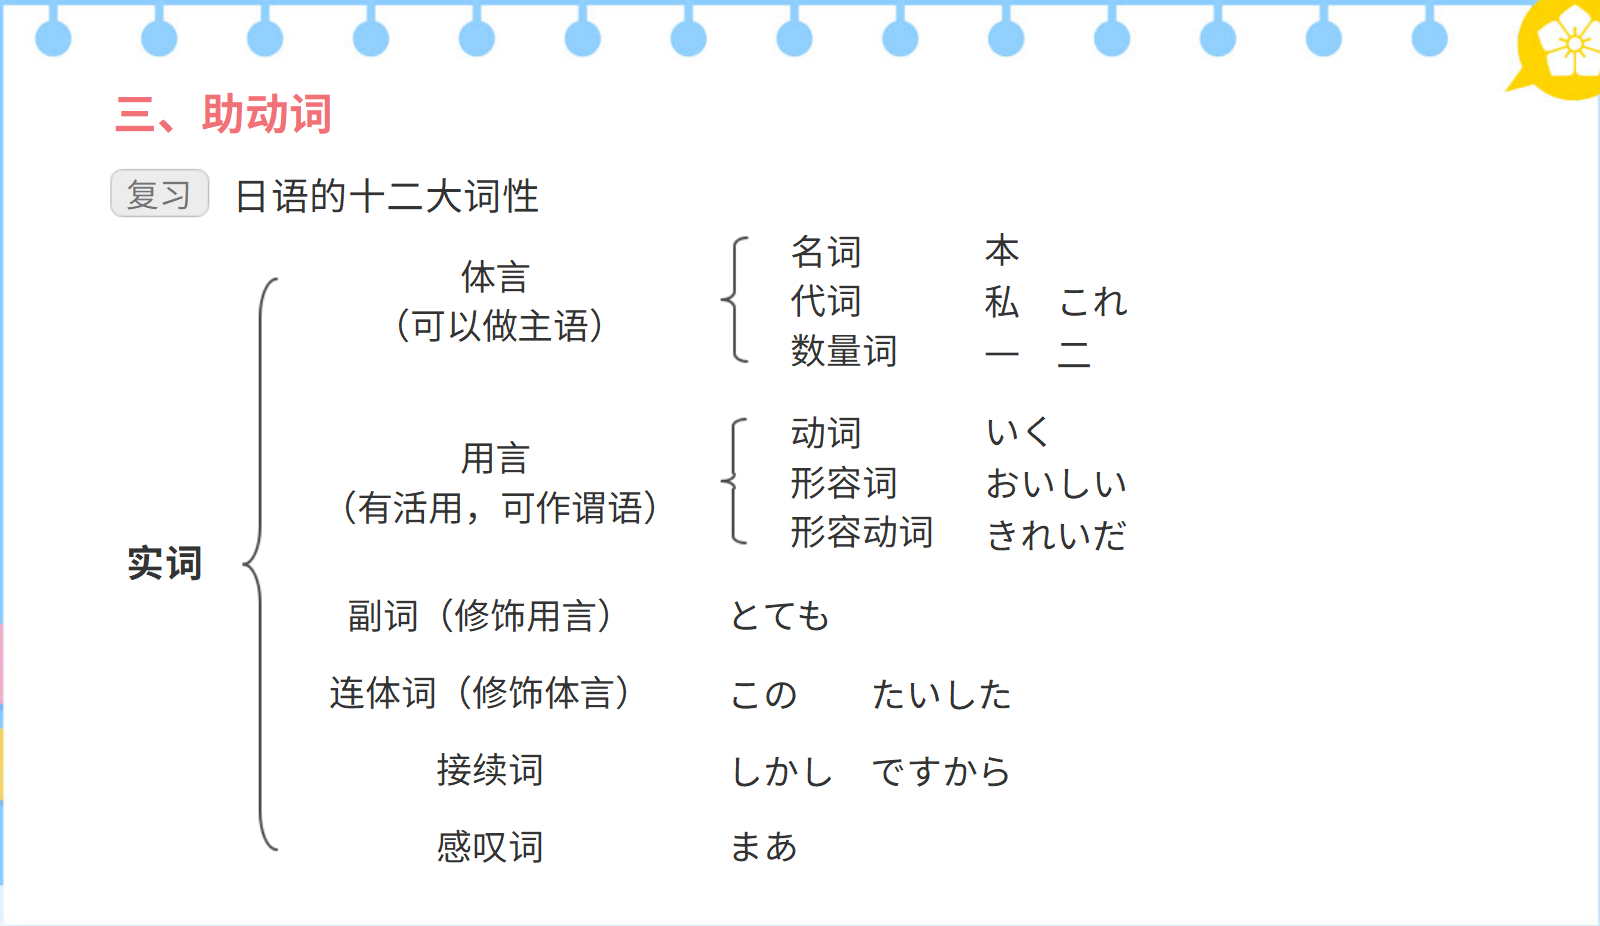 三、助动词
复习 日语的十二大词性
实词
体言
（可以做主语）
名词 本
代词 私 これ
数量词 一 二
用言
（有活用，可作谓语）
动词 いく
形容词 おいしい
形容动词 きれいだ
副词（修饰用言） とても
连体词（修饰体言） この たいした
接续词 しかし ですから
感叹词 まあ